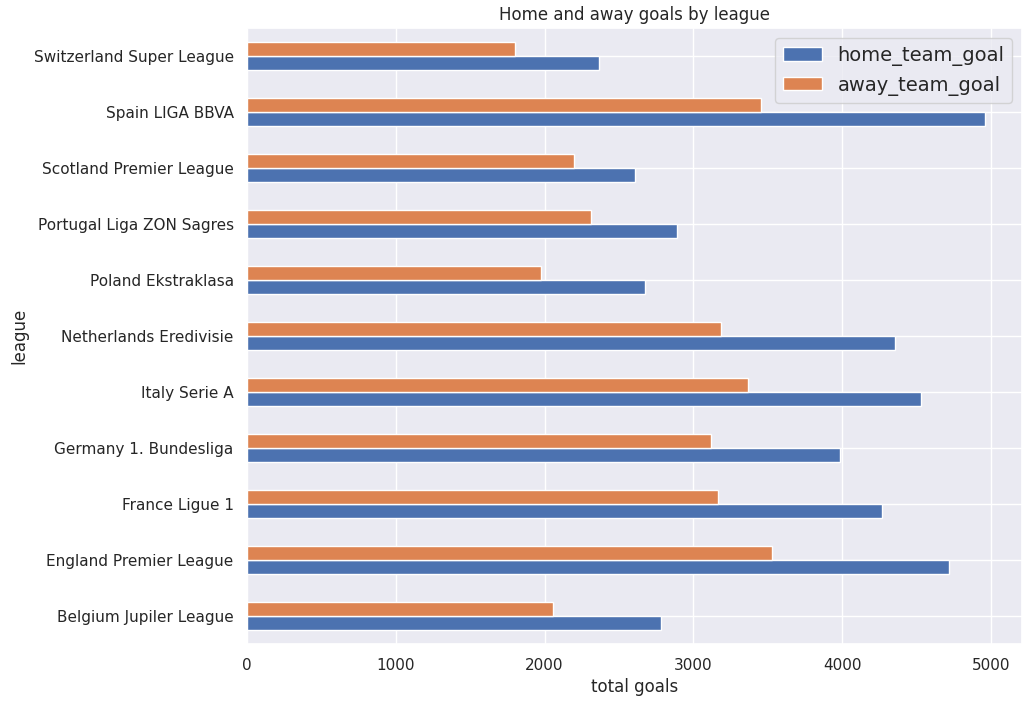 Home and away goals by league
home_team_goal
away_team_goal
Switzerland Super League
Spain LIGA BBVA
Scotland Premier League
Portugal Liga ZON Sagres
Poland Ekstraklasa
Netherlands Eredivisie
Italy Serie A
Germany 1. Bundesliga
France Ligue 1
England Premier League
Belgium Jupiler League
league
0 1000 2000 3000 4000 5000
total goals